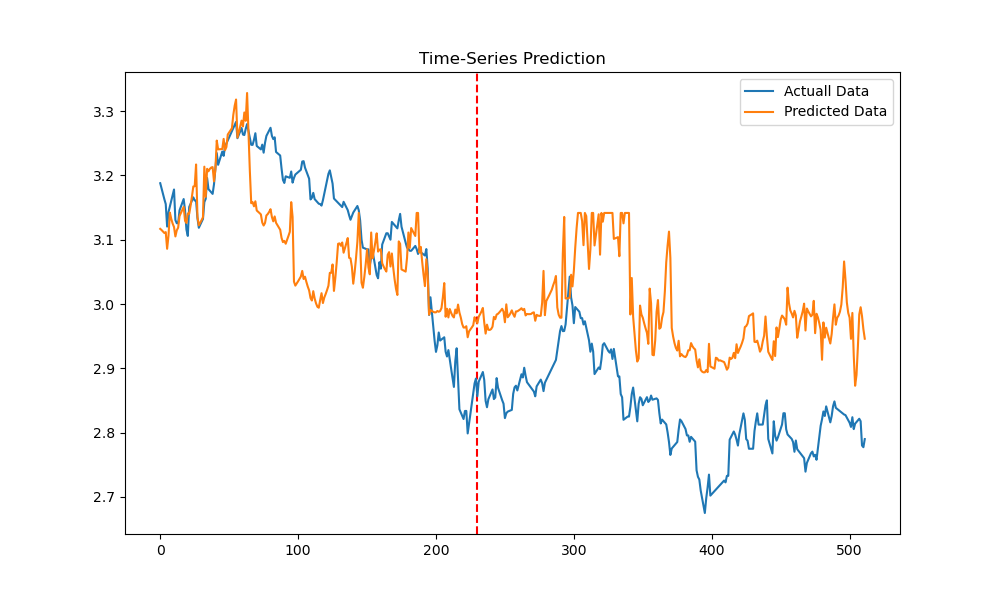 Time-Series Prediction
Actuall Data
Predicted Data
3.3
3.2
3.1
3.0
2.9
2.8
2.7
0 100 200 300 400 500